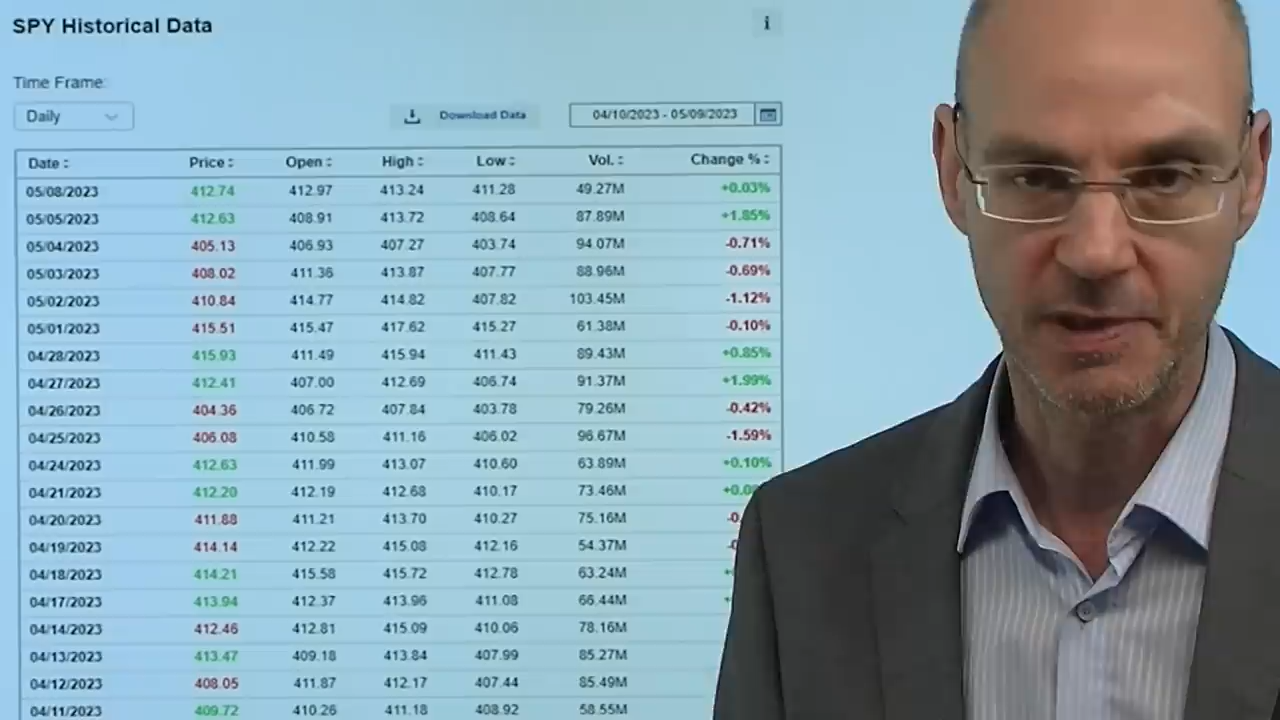 SPY Historical Data
i
Time Frame:
Daily
Download Data
04/10/2023 - 05/09/2023
Date Price Open High Low Vol. Change %
05/08/2023 412.74 412.97 413.24 411.28 49.27M +0.03%
05/05/2023 412.63 408.91 413.72 408.64 87.89M +1.85%
05/04/2023 405.13 406.93 407.27 403.74 94.07M -0.71%
05/03/2023 408.02 411.36 413.87 407.77 88.96M -0.69%
05/02/2023 410.84 414.77 414.82 407.82 103.45M -1.12%
05/01/2023 415.51 415.47 417.62 415.27 61.38M -0.10%
04/28/2023 415.93 411.49 415.94 411.43 89.43M +0.85%
04/27/2023 412.41 407.00 412.69 406.74 91.37M +1.99%
04/26/2023 404.36 406.72 407.84 403.78 79.26M -0.42%
04/25/2023 406.08 410.58 411.16 406.02 96.67M -1.59%
04/24/2023 412.63 411.99 413.07 410.60 63.89M +0.10%
04/21/2023 412.20 412.19 412.68 410.17 73.46M +0.0
04/20/2023 411.88 411.21 413.70 410.27 75.16M -0.
04/19/2023 414.14 412.22 415.08 412.16 54.37M
04/18/2023 414.21 415.58 415.72 412.78 63.24M
04/17/2023 413.94 412.37 413.96 411.08 66.44M
04/14/2023 412.46 412.81 415.09 410.06 78.16M
04/13/2023 413.47 409.18 413.84 407.99 85.27M
04/12/2023 408.05 411.87 412.17 407.44 85.49M
04/11/2023 409.72 410.26 411.18 408.92 58.55M